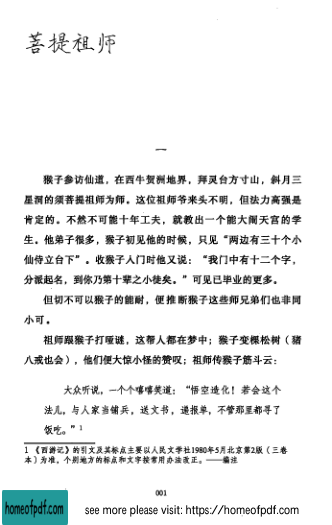 菩提祖师
一
猴子参访仙道，在西牛贺洲地界，拜灵台方寸山，斜月三
星洞的须菩提祖师为师。这位祖师爷来头不明，但法力高强是
肯定的。不然不可能十年工夫，就教出一个能大闹天宫的学
生。他弟子很多，猴子初见他的时候，只见“两边有三十个小
仙侍立台下”。收猴子入门时他又说：“我门中有十二个字，
分派起名，到你乃第十辈之小徒矣。”可见已毕业的更多。
但切不可以猴子的能耐，便推断猴子这些师兄弟们也非同
小可。
祖师跟猴子打哑谜，这帮人都在梦中；猴子变棵松树（猪
八戒也会），他们便大惊小怪的赞叹；祖师传猴子筋斗云：
大众听说，一个个嘻嘻笑道：“悟空造化！若会这个
法儿，与人家当铺兵，送文书，递报单，不管那里都寻了
饭吃。”1
1 《西游记》的引文及其标点主要以人民文学社1980年5月北京第2版（三卷
本）为准，个别地方的标点和文字按常用办法改正。——编注
001
homeofpdf.com
see more please visit: https://homeofpdf.com